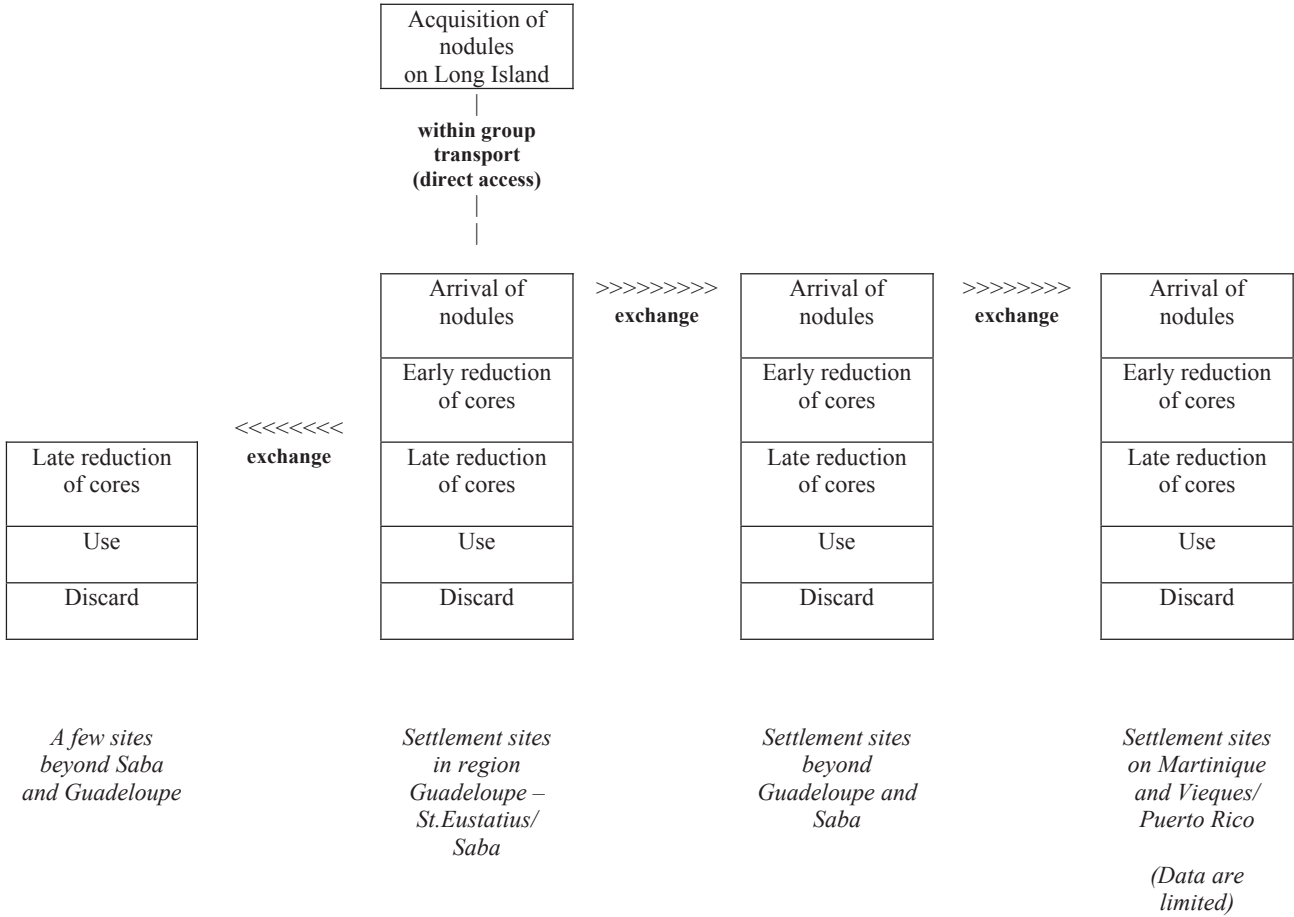 Acquisition of
nodules
on Long Island
|
within group
transport
(direct access)
|
|
Arrival of
nodules
>>>>>>>>>
exchange
Arrival of
nodules
>>>>>>>>
exchange
Arrival of
nodules
Early reduction
of cores
Early reduction
of cores
Early reduction
of cores
<<<<<<<<
exchange
Late reduction
of cores
Late reduction
of cores
Late reduction
of cores
Late reduction
of cores
Use
Use
Use
Use
Discard
Discard
Discard
Discard
A few sites
beyond Saba
and Guadeloupe
Settlement sites
in region
Guadeloupe –
St.Eustatius/
Saba
Settlement sites
beyond
Guadeloupe and
Saba
Settlement sites
on Martinique
and Vieques/
Puerto Rico
(Data are
limited)